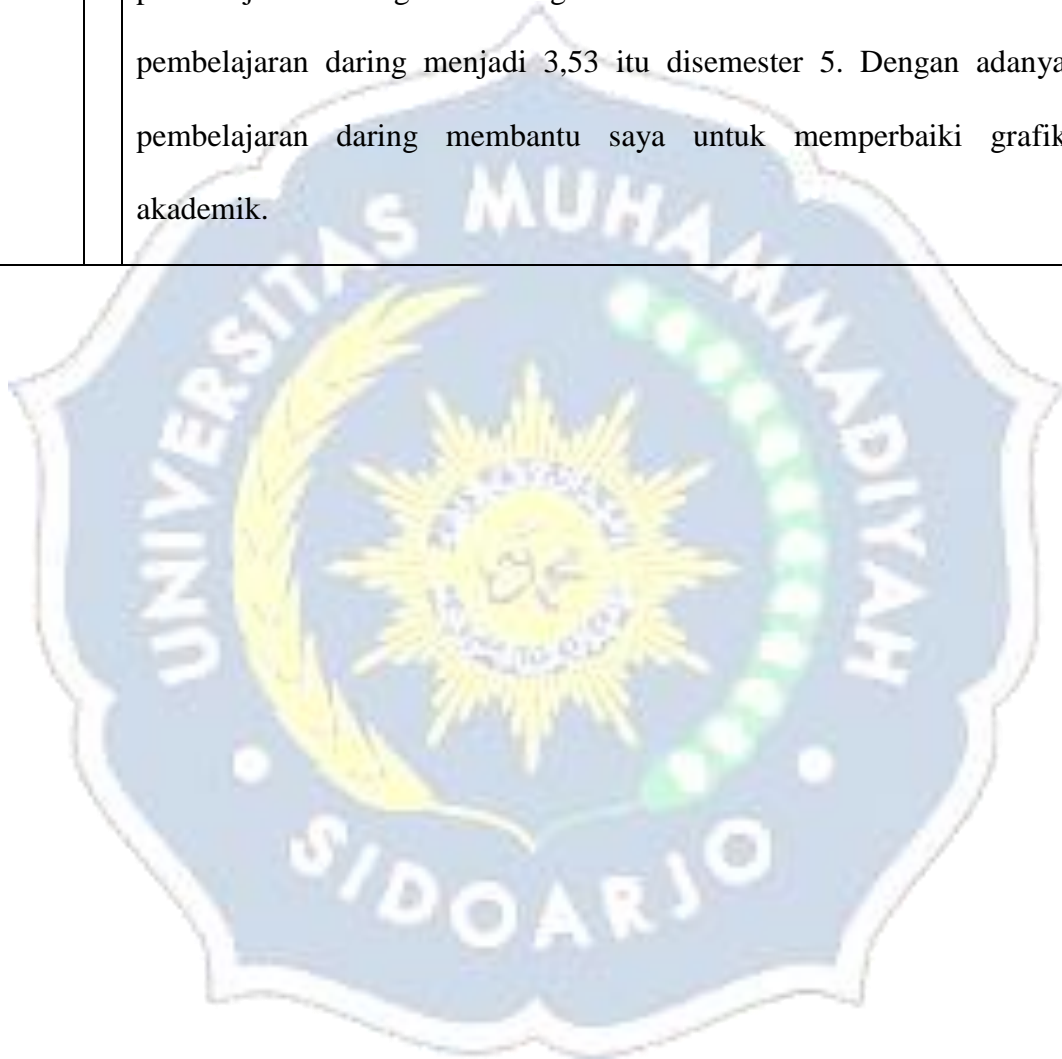 pembelajaran daring menjadi 3,53 itu disemester 5. Dengan adanya
pembelajaran daring membantu saya untuk memperbaiki grafik
akademik.
UNIVERSITAS MUHAMMADIYAH
SIDOARJO